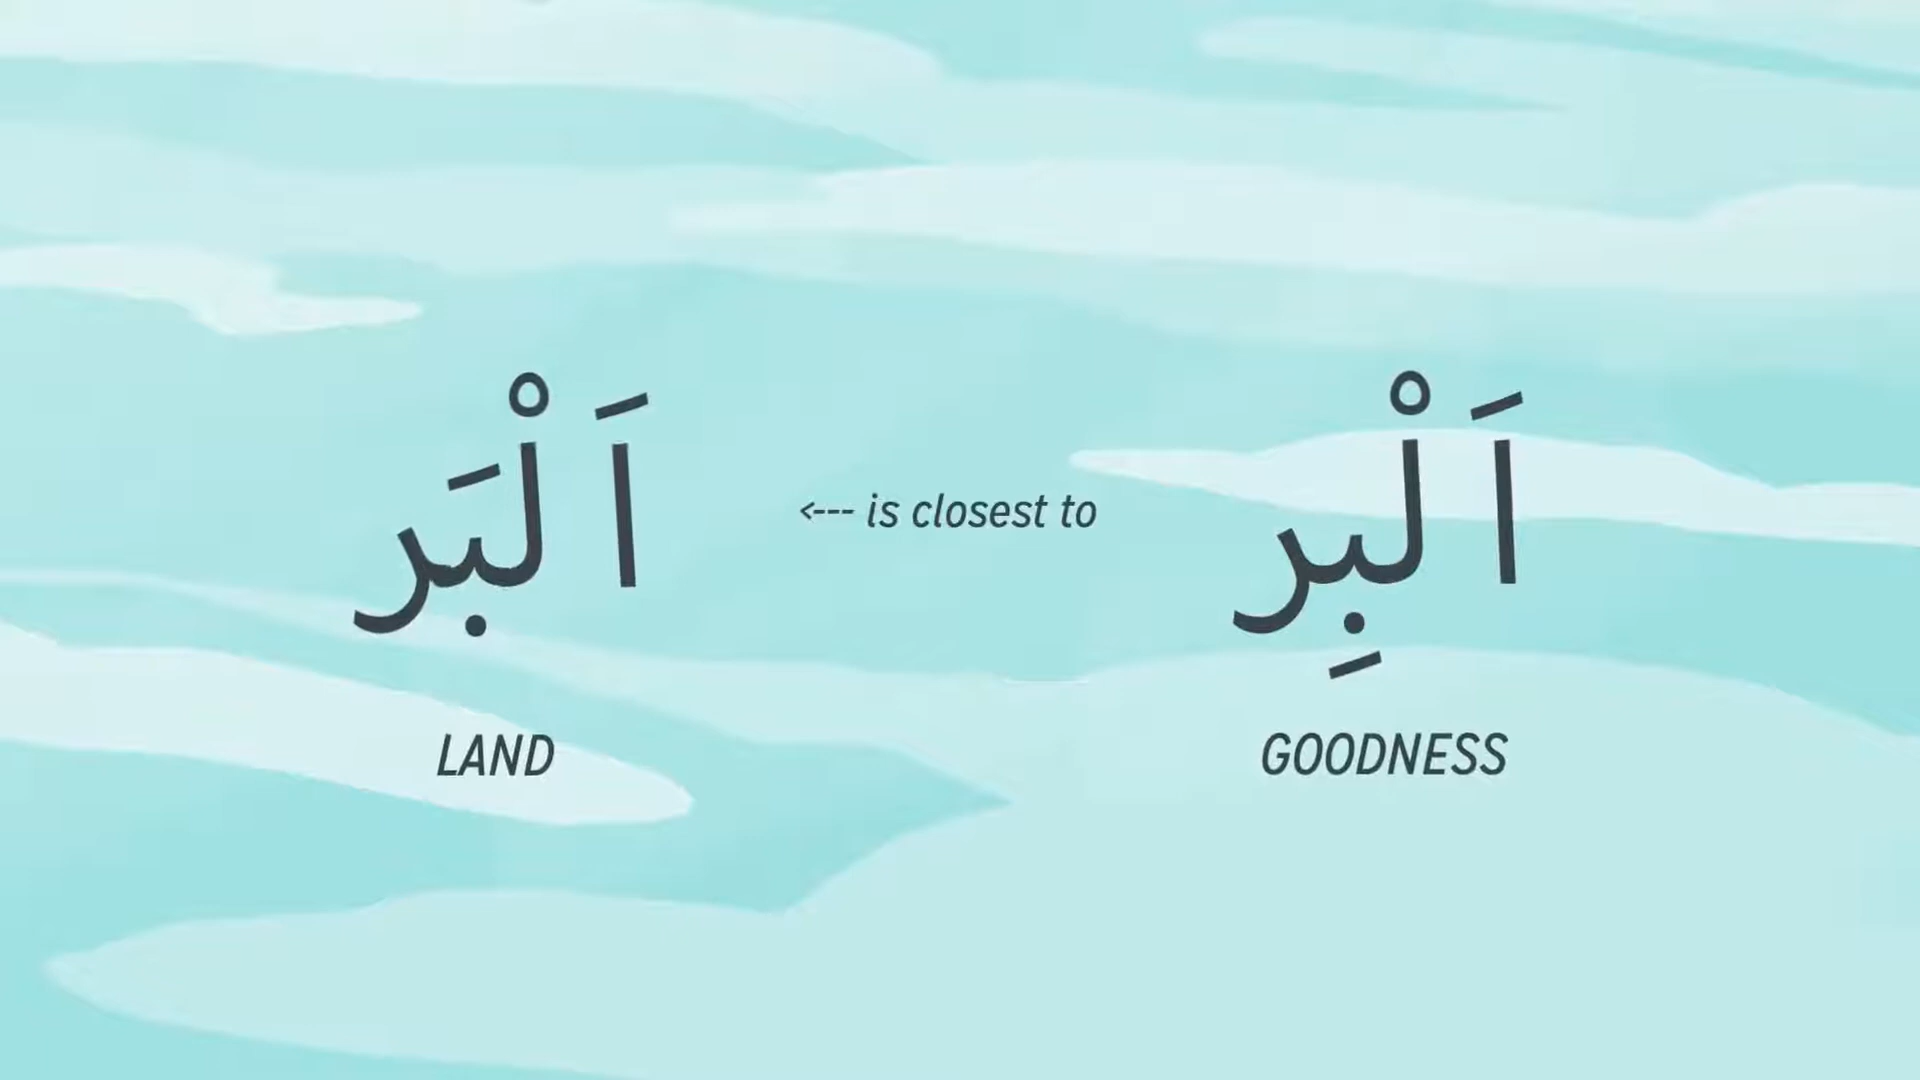 اَلْبَر <--- is closest to اَلْبِر
LAND GOODNESS